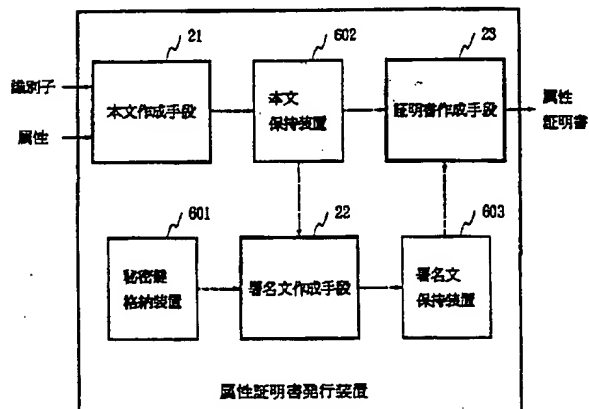 21
602
23
識別子
属性
本文作成手段
本文
保持装置
証明書作成手段
属性
証明書
601
22
603
秘密鍵
格納装置
署名文作成手段
署名文
保持装置
属性証明書発行装置